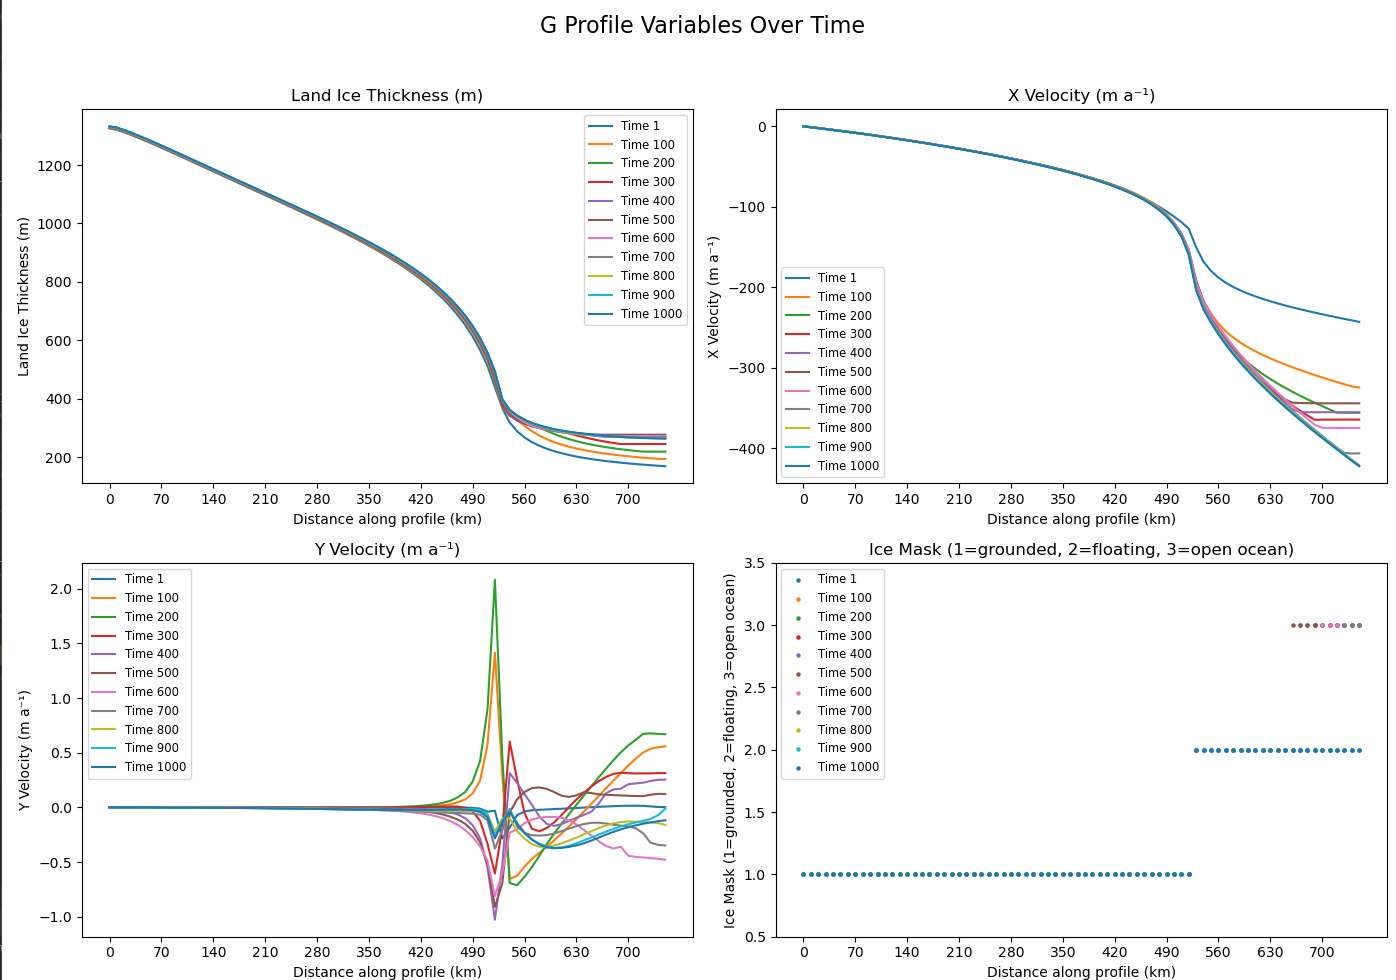 G Profile Variables Over Time
Land Ice Thickness (m)
Land Ice Thickness (m)
1200
1000
800
600
400
200
Time 1
Time 100
Time 200
Time 300
Time 400
Time 500
Time 600
Time 700
Time 800
Time 900
Time 1000
0 70 140 210 280 350 420 490 560 630 700
Distance along profile (km)
X Velocity (m a⁻¹)
X Velocity (m a⁻¹)
0
−100
−200
−300
−400
Time 1
Time 100
Time 200
Time 300
Time 400
Time 500
Time 600
Time 700
Time 800
Time 900
Time 1000
0 70 140 210 280 350 420 490 560 630 700
Distance along profile (km)
Y Velocity (m a⁻¹)
Y Velocity (m a⁻¹)
2.0
1.5
1.0
0.5
0.0
−0.5
−1.0
Time 1
Time 100
Time 200
Time 300
Time 400
Time 500
Time 600
Time 700
Time 800
Time 900
Time 1000
0 70 140 210 280 350 420 490 560 630 700
Distance along profile (km)
Ice Mask (1=grounded, 2=floating, 3=open ocean)
Ice Mask (1=grounded, 2=floating, 3=open ocean)
3.5
3.0
2.5
2.0
1.5
1.0
0.5
Time 1
Time 100
Time 200
Time 300
Time 400
Time 500
Time 600
Time 700
Time 800
Time 900
Time 1000
0 70 140 210 280 350 420 490 560 630 700
Distance along profile (km)